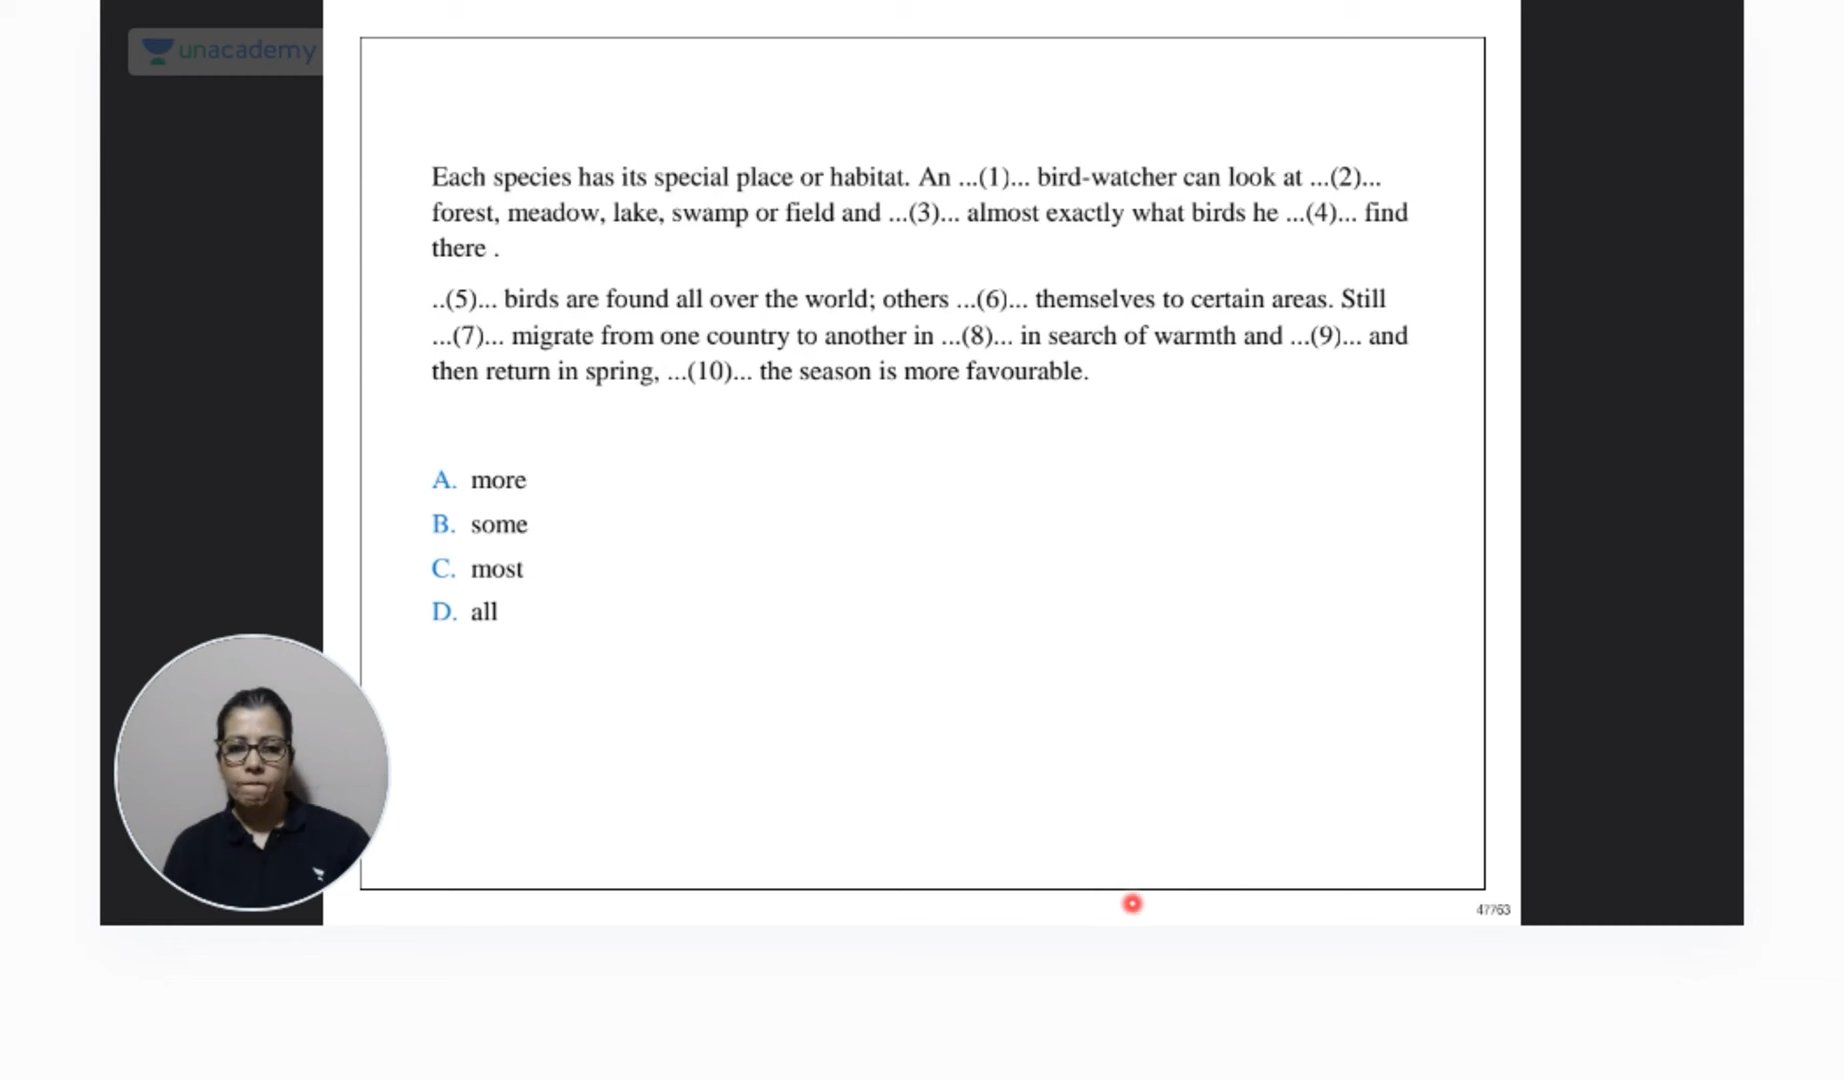 unacademy
Each species has its special place or habitat. An ...(1)... bird-watcher can look at ...(2)...
forest, meadow, lake, swamp or field and ...(3)... almost exactly what birds he ...(4)... find
there .
..(5)... birds are found all over the world; others ...(6)... themselves to certain areas. Still
...(7)... migrate from one country to another in ...(8)... in search of warmth and ...(9)... and
then return in spring, ...(10)... the season is more favourable.
A. more
B. some
C. most
D. all
47763